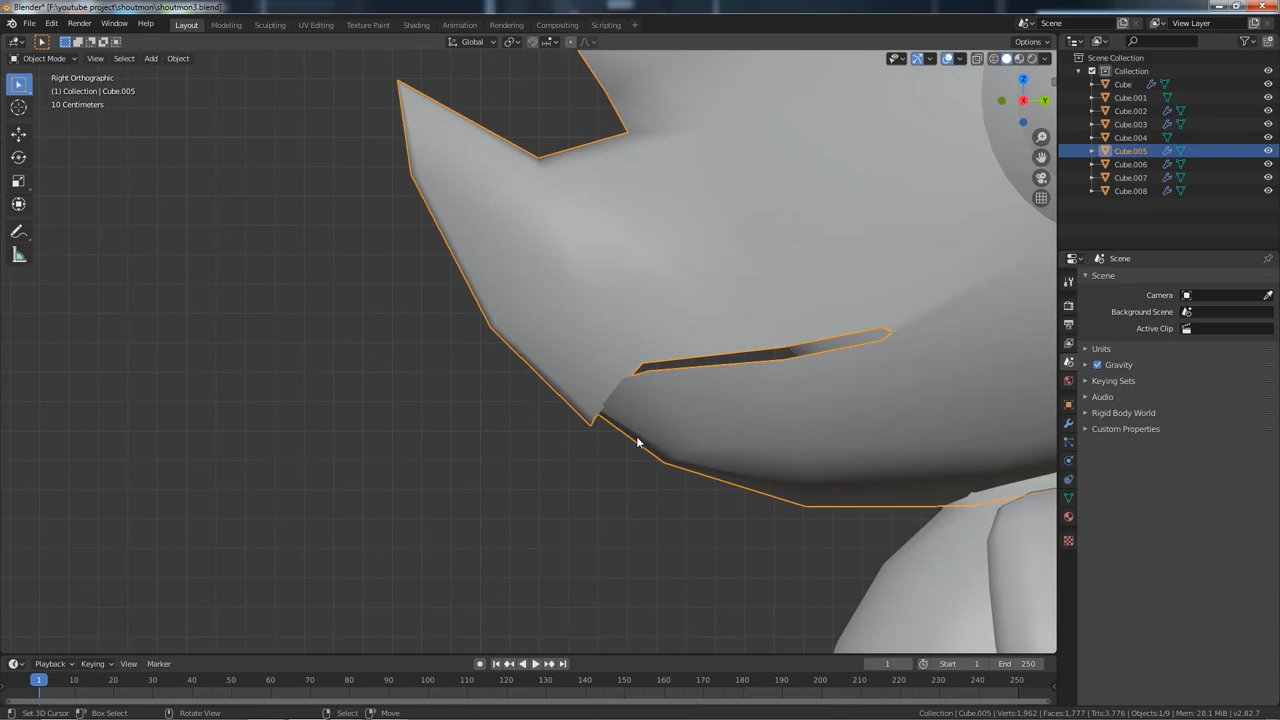 Blender* [F:\youtube project\shoutmon\shoutmon3.blend]
File Edit Render Window Help Layout Modeling Sculpting UV Editing Texture Paint Shading Animation Rendering Compositing Scripting + Scene View Layer
Global Options
Object Mode View Select Add Object
Right Orthographic
(1) Collection | Cube.005
10 Centimeters
Z
X
Y
Scene Collection
Collection
Cube
Cube.001
Cube.002
Cube.003
Cube.004
Cube.005
Cube.006
Cube.007
Cube.008
Scene
Scene
Camera
Background Scene
Active Clip
Units
Gravity
Keying Sets
Audio
Rigid Body World
Custom Properties
Playback Keying View Marker 1 Start 1 End 250
1 10 20 30 40 50 60 70 80 90 100 110 120 130 140 150 160 170 180 190 200 210 220 230 240 250
Set 3D Cursor Box Select Rotate View Select Move Collection | Cube.005 | Verts:1,962 | Faces:1,777 | Tris:3,776 | Objects:1/9 | Mem: 28.1 MiB | v2.82.7